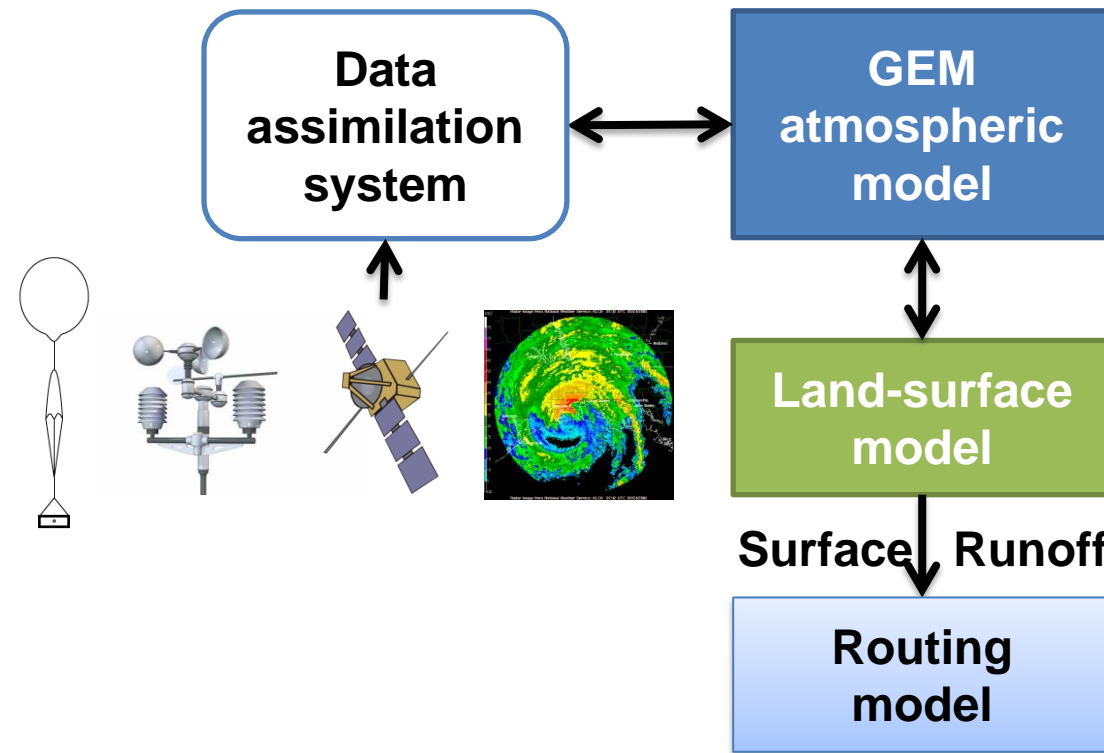 Data
assimilation
system
GEM
atmospheric
model
Land-surface
model
Surface Runoff
Routing
model